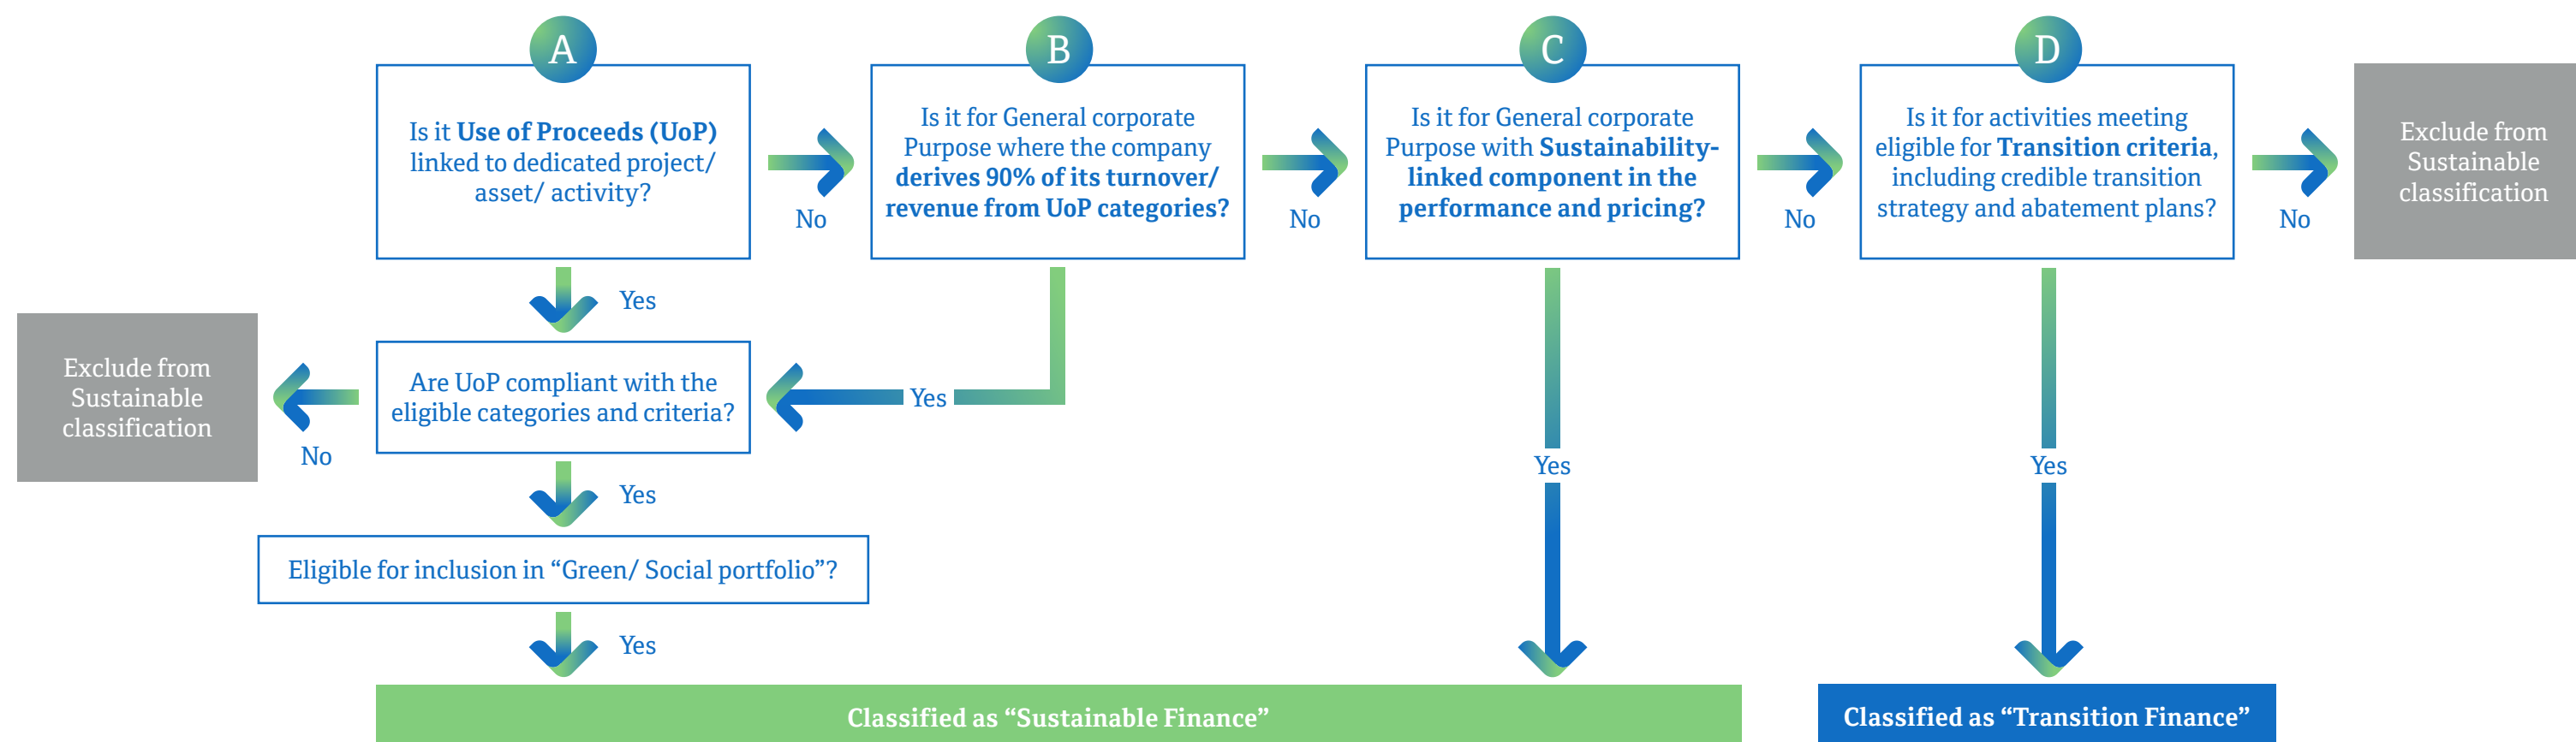 A
Is it Use of Proceeds (UoP)
linked to dedicated project/
asset/ activity?
No
B
Is it for General corporate
Purpose where the company
derives 90% of its turnover/
revenue from UoP categories?
No
C
Is it for General corporate
Purpose with Sustainability-
linked component in the
performance and pricing?
No
D
Is it for activities meeting
eligible for Transition criteria,
including credible transition
strategy and abatement plans?
No
Exclude from
Sustainable
classification
Yes
Exclude from
Sustainable
classification
No
Are UoP compliant with the
eligible categories and criteria?
Yes
Yes
Eligible for inclusion in “Green/ Social portfolio”?
Yes
Yes
Yes
Classified as “Sustainable Finance”
Classified as “Transition Finance”